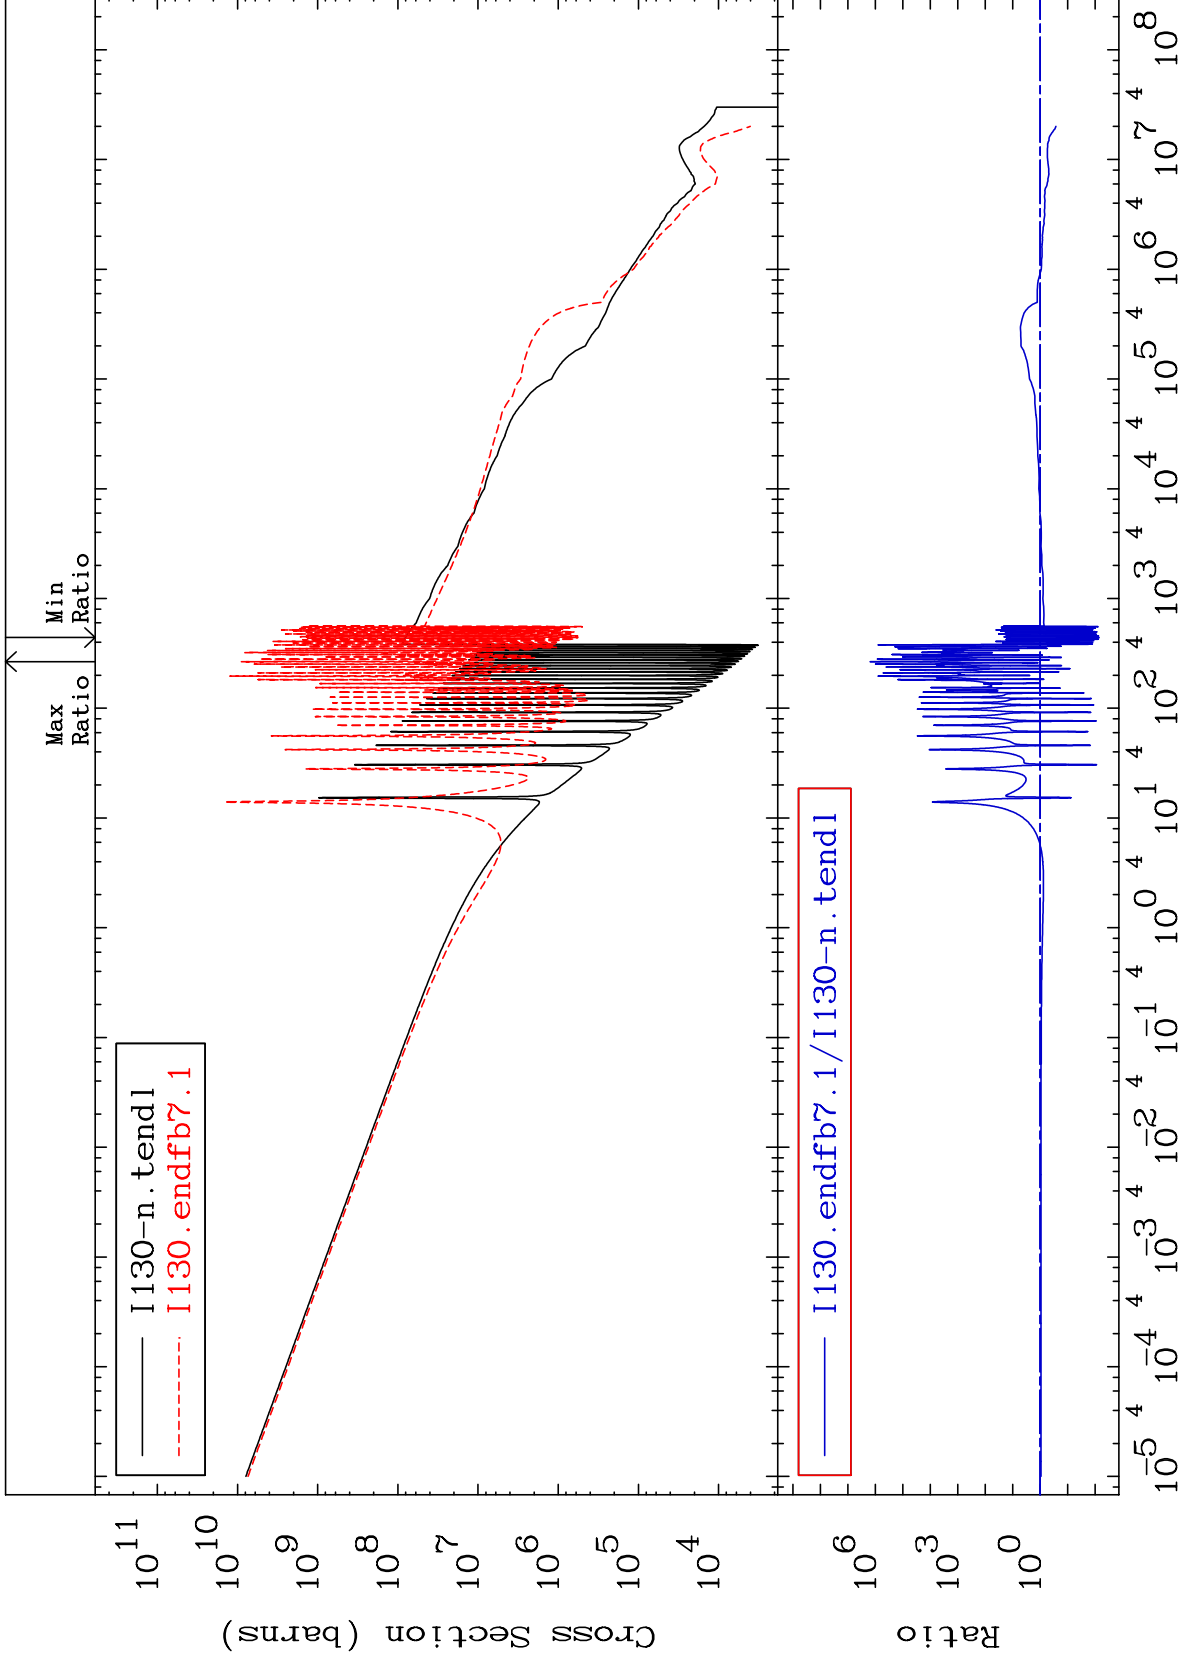 Max
Ratio
Min
Ratio
I130-n.tendl
I130.endfb7.1
Cross Section (barns)
10^11
10^10
10^9
10^8
10^7
10^6
10^5
10^4
I130.endfb7.1/I130-n.tendl
Ratio
10^6
10^3
10^0
10^-5 4 10^-4 4 10^-3 4 10^-2 4 10^-1 4 10^0 4 10^1 4 10^2 4 10^3 4 10^4 4 10^5 4 10^6 4 10^7 4 10^8